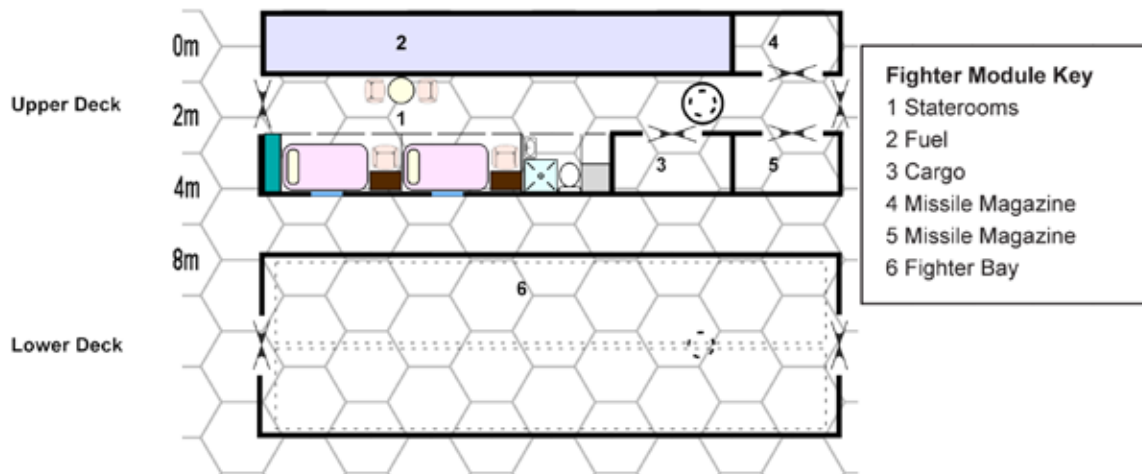 0m
2
4
Upper Deck
2m
1
3
5
4m
8m
6
Lower Deck
Fighter Module Key
1 Staterooms
2 Fuel
3 Cargo
4 Missile Magazine
5 Missile Magazine
6 Fighter Bay